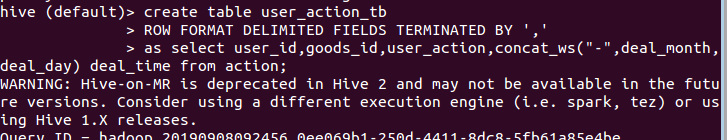 hive (default)> create table user_action_tb
> ROW FORMAT DELIMITED FIELDS TERMINATED BY ','
> as select user_id,goods_id,user_action,concat_ws("-",deal_month,
deal_day) deal_time from action;
WARNING: Hive-on-MR is deprecated in Hive 2 and may not be available in the futu
re versions. Consider using a different execution engine (i.e. spark, tez) or us
ing Hive 1.X releases.
Query ID = hadoop_20190908092456_0ee069b1-250d-4411-8dc8-5fb61a85e4be